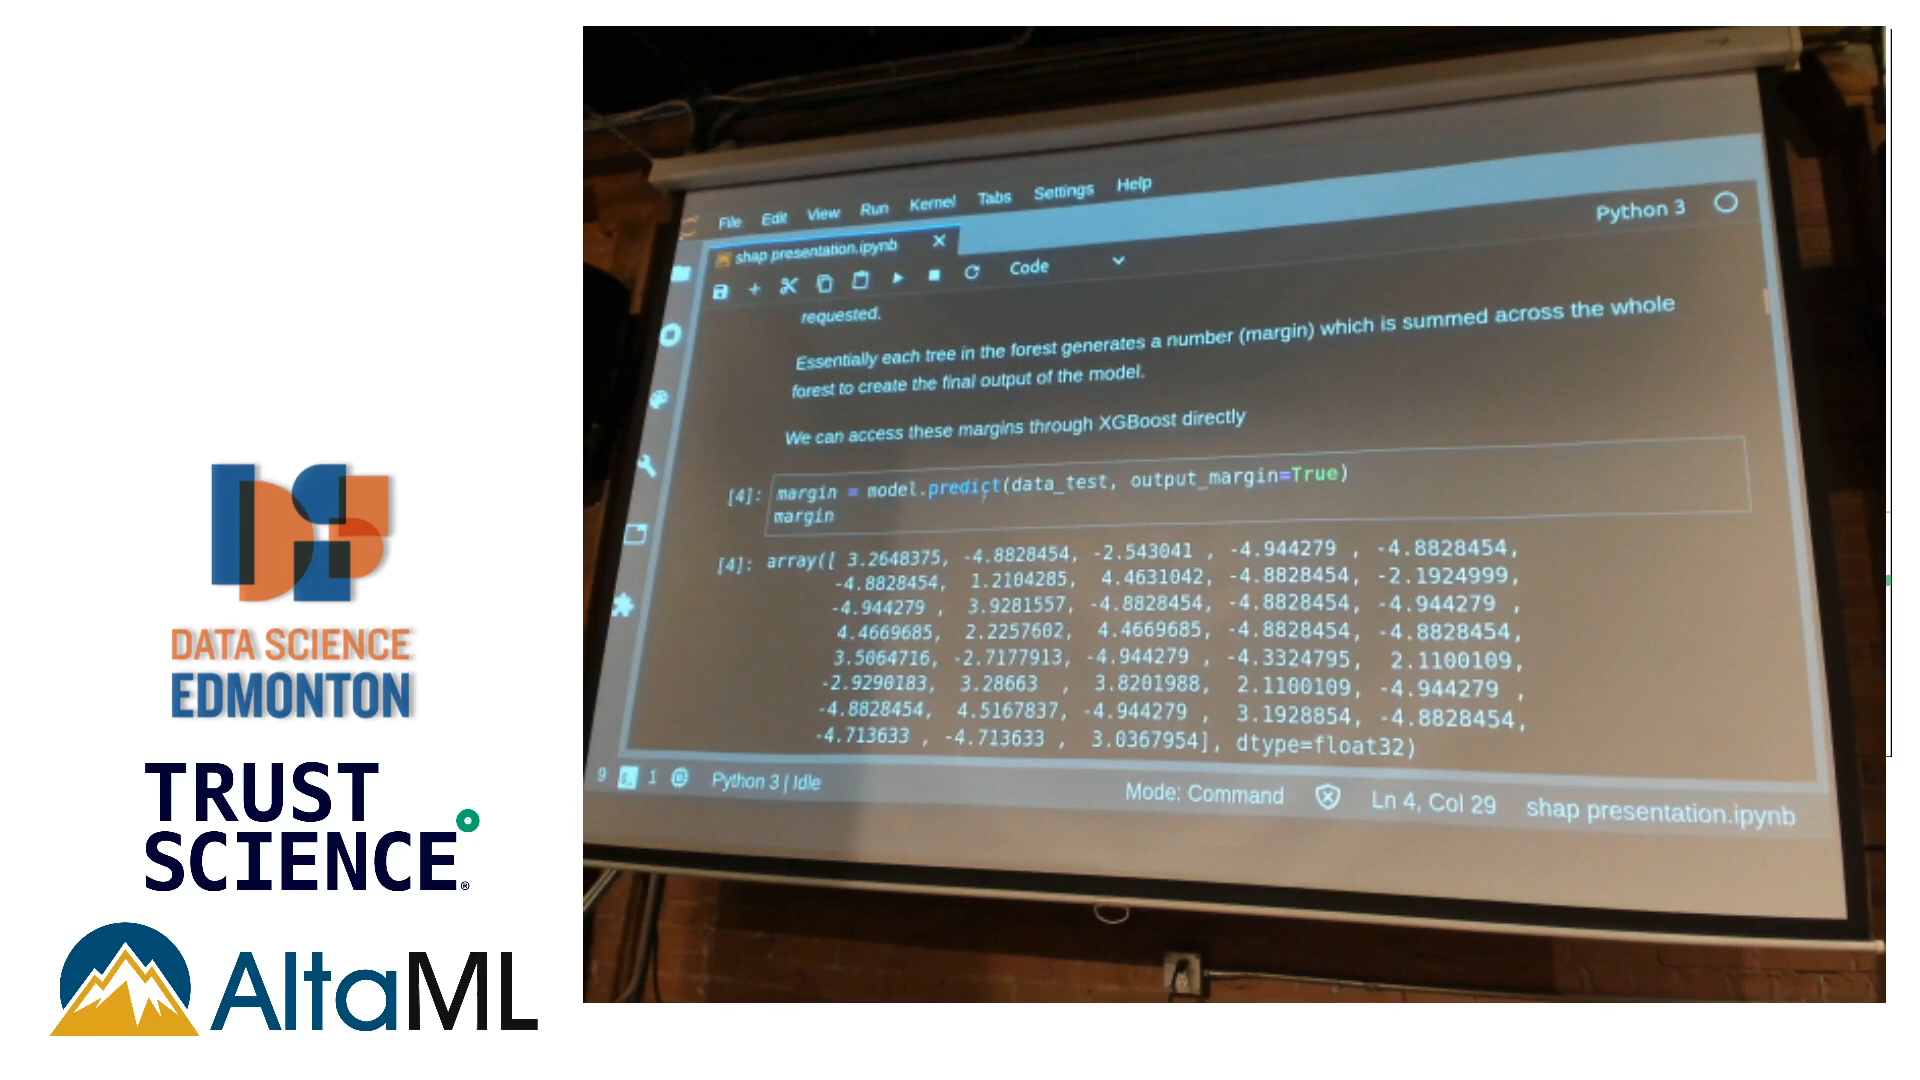 File Edit View Run Kernel Tabs Settings Help
shap presentation.ipynb
Python 3
Code
requested.
Essentially each tree in the forest generates a number (margin) which is summed across the whole
forest to create the final output of the model.
We can access these margins through XGBoost directly
[4]: margin = model.predict(data_test, output_margin=True)
margin
[4]: array([ 3.2648375, -4.8828454, -2.543041 , -4.944279 , -4.8828454,
-4.8828454, 1.2104285, 4.4631042, -4.8828454, -2.1924999,
-4.944279 , 3.9281557, -4.8828454, -4.8828454, -4.944279 ,
4.4669685, 2.2257602, 4.4669685, -4.8828454, -4.8828454,
3.5064716, -2.7177913, -4.944279 , -4.3324795, 2.1100109,
-2.9290183, 3.28663 , 3.8201988, 2.1100109, -4.944279 ,
-4.8828454, 4.5167837, -4.944279 , 3.1928854, -4.8828454,
-4.713633 , -4.713633 , 3.0367954], dtype=float32)
9 1 Python 3 | Idle Mode: Command Ln 4, Col 29 shap presentation.ipynb
DATA SCIENCE
EDMONTON
TRUST
SCIENCE®
AltaML